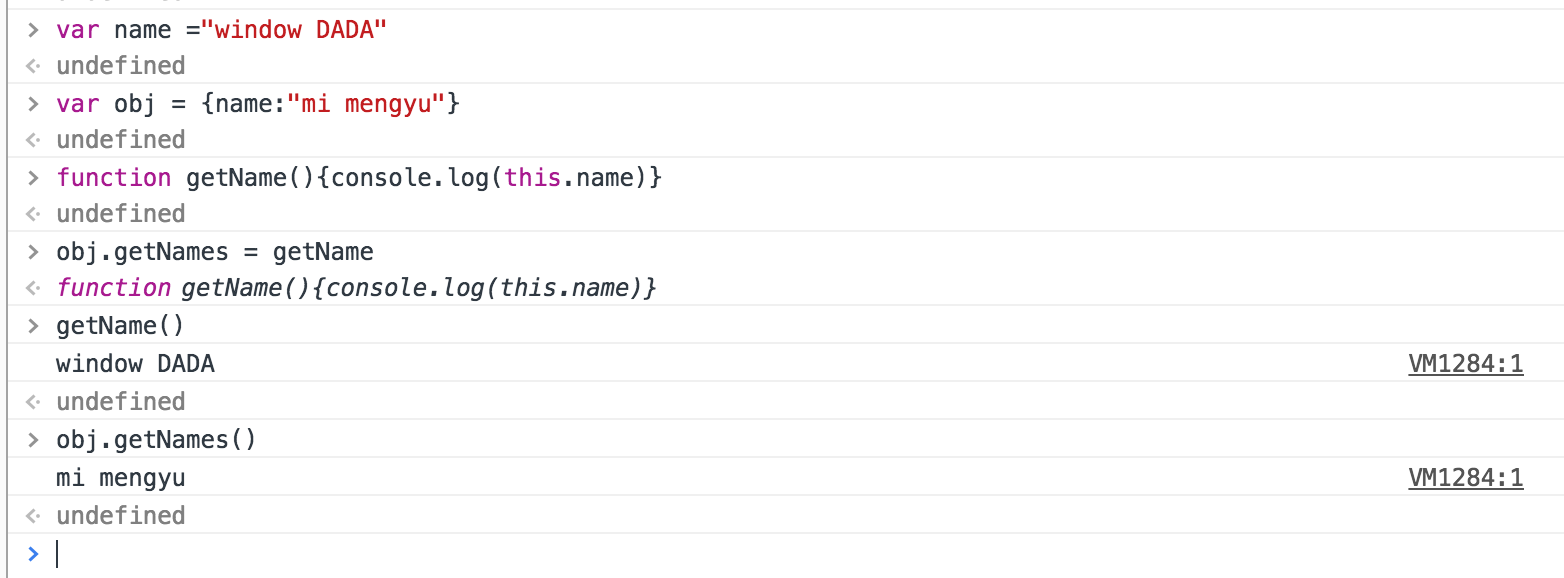 > var name ="window DADA"
undefined
> var obj = {name:"mi mengyu"}
undefined
> function getName(){console.log(this.name)}
undefined
> obj.getNames = getName
function getName(){console.log(this.name)}
> getName()
window DADA VM1284:1
undefined
> obj.getNames()
mi mengyu VM1284:1
undefined
>